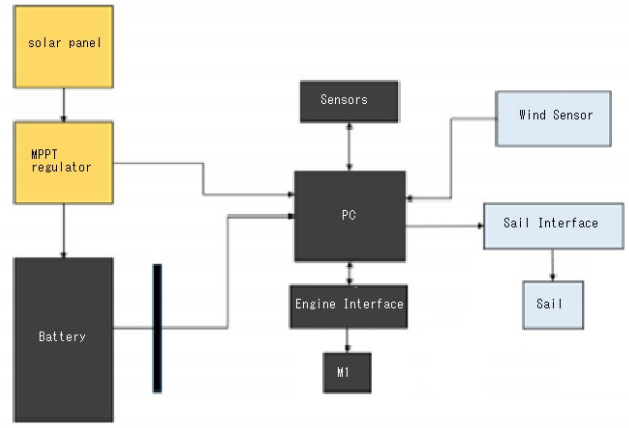 solar panel
Sensors
Wind Sensor
MPPT
regulator
PC
Sail Interface
Engine Interface
Sail
Battery
M1